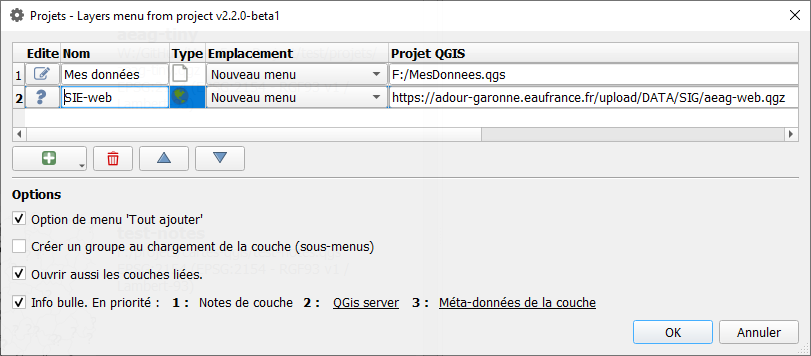 Projets - Layers menu from project v2.2.0-beta1
Edite Nom Type Emplacement Projet QGIS
1 Mes données Nouveau menu F:/MesDonnees.qgs
2 ? SIE-web Nouveau menu https://adour-garonne.eaufrance.fr/upload/DATA/SIG/aeag-web.qgz
Options
Option de menu 'Tout ajouter'
Créer un groupe au chargement de la couche (sous-menus)
Ouvrir aussi les couches liées.
Info bulle. En priorité : 1 : Notes de couche 2 : QGis server 3 : Méta-données de la couche
OK Annuler